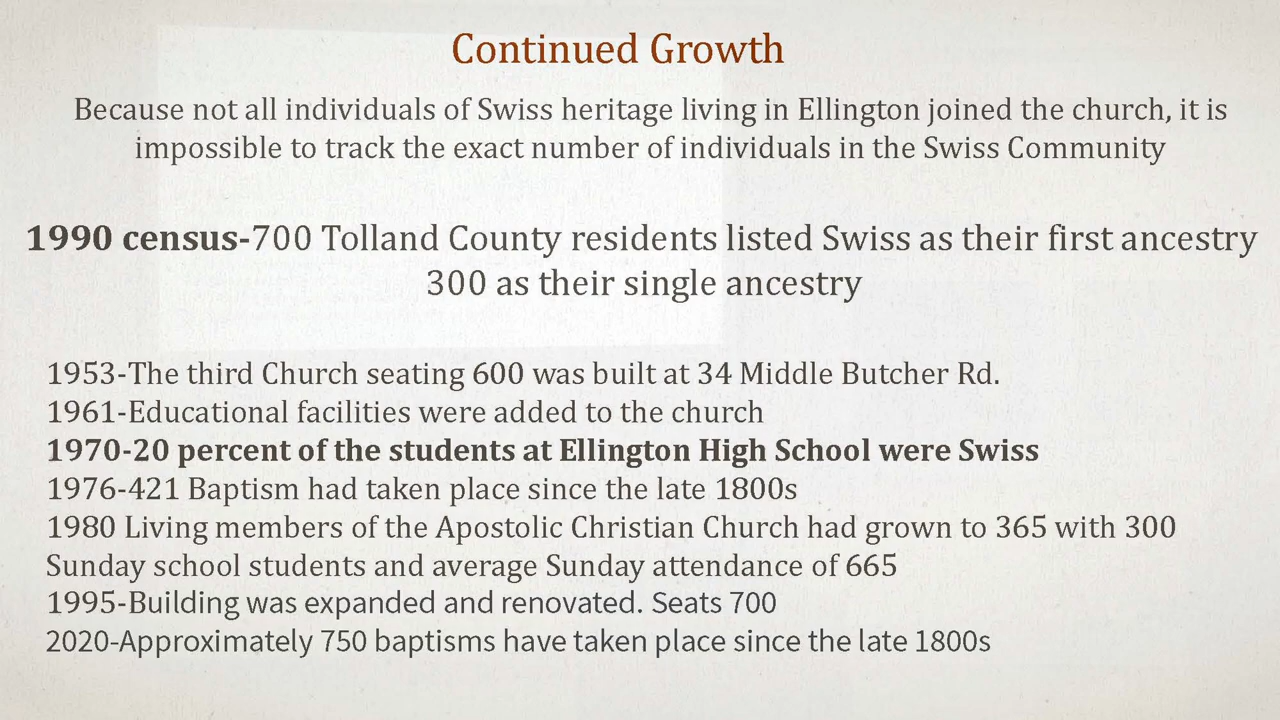 Continued Growth
Because not all individuals of Swiss heritage living in Ellington joined the church, it is
impossible to track the exact number of individuals in the Swiss Community
1990 census-700 Tolland County residents listed Swiss as their first ancestry
300 as their single ancestry
1953-The third Church seating 600 was built at 34 Middle Butcher Rd.
1961-Educational facilities were added to the church
1970-20 percent of the students at Ellington High School were Swiss
1976-421 Baptism had taken place since the late 1800s
1980 Living members of the Apostolic Christian Church had grown to 365 with 300
Sunday school students and average Sunday attendance of 665
1995-Building was expanded and renovated. Seats 700
2020-Approximately 750 baptisms have taken place since the late 1800s